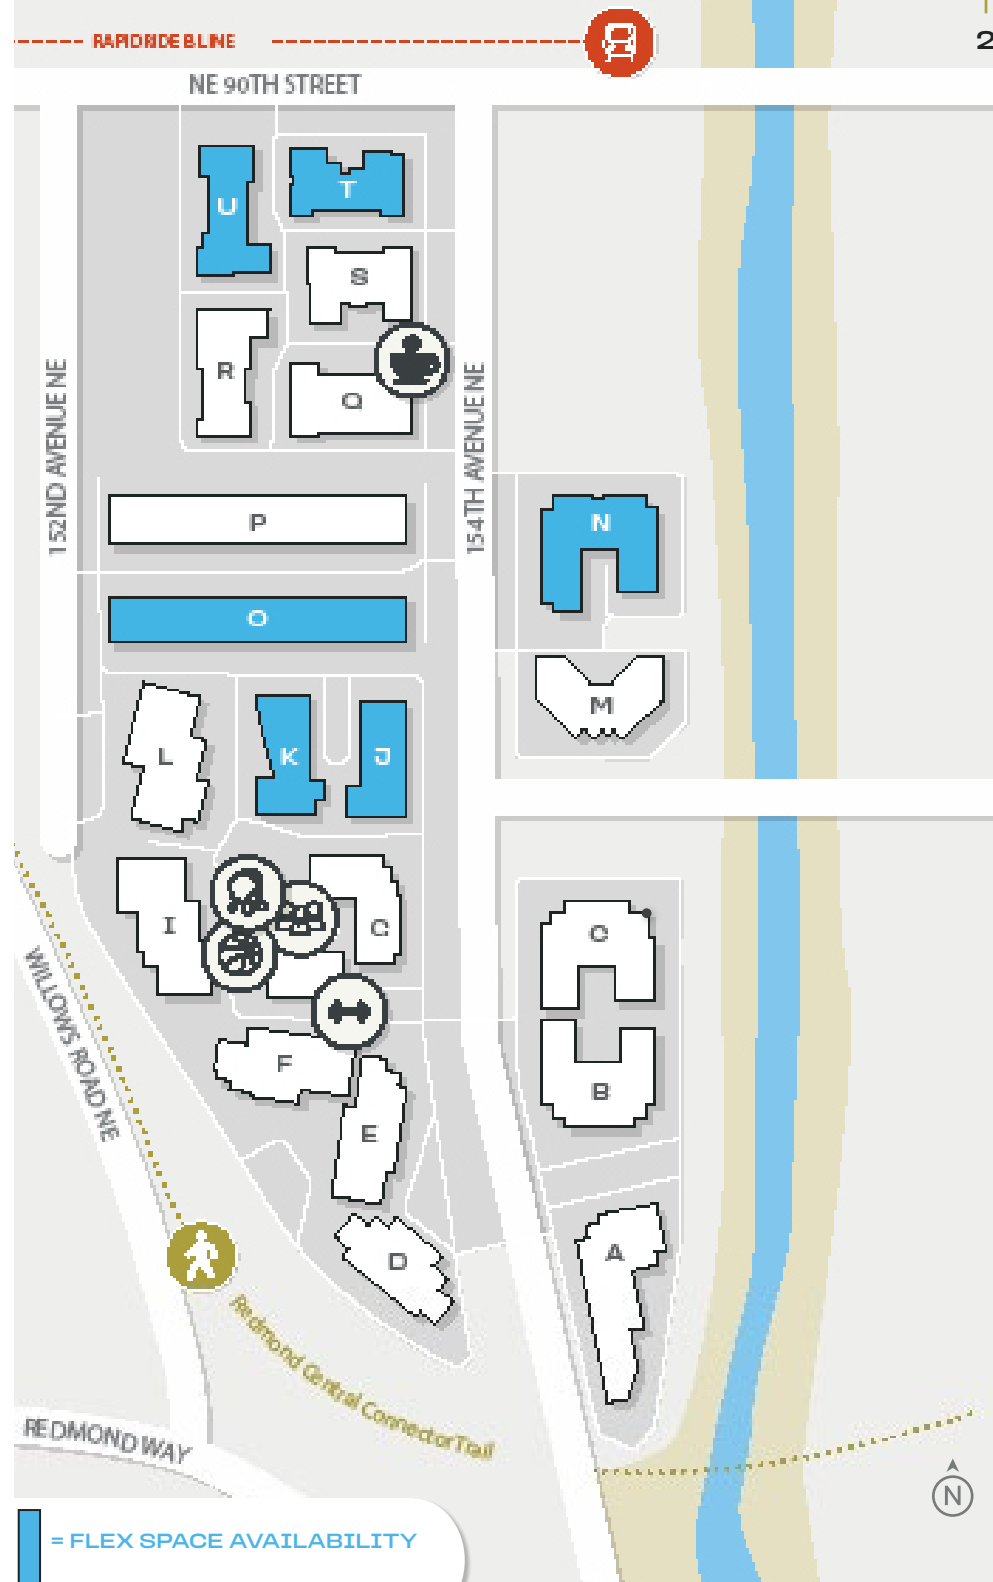 RAPIDRIDE B LINE
2
NE 90TH STREET
U
T
S
R
Q
152ND AVENUE NE
154TH AVENUE NE
P
N
O
M
L
K
J
I
G
C
B
F
E
D
A
WILLOWS ROAD NE
Redmond Central Connector Trail
REDMOND WAY
N
= FLEX SPACE AVAILABILITY